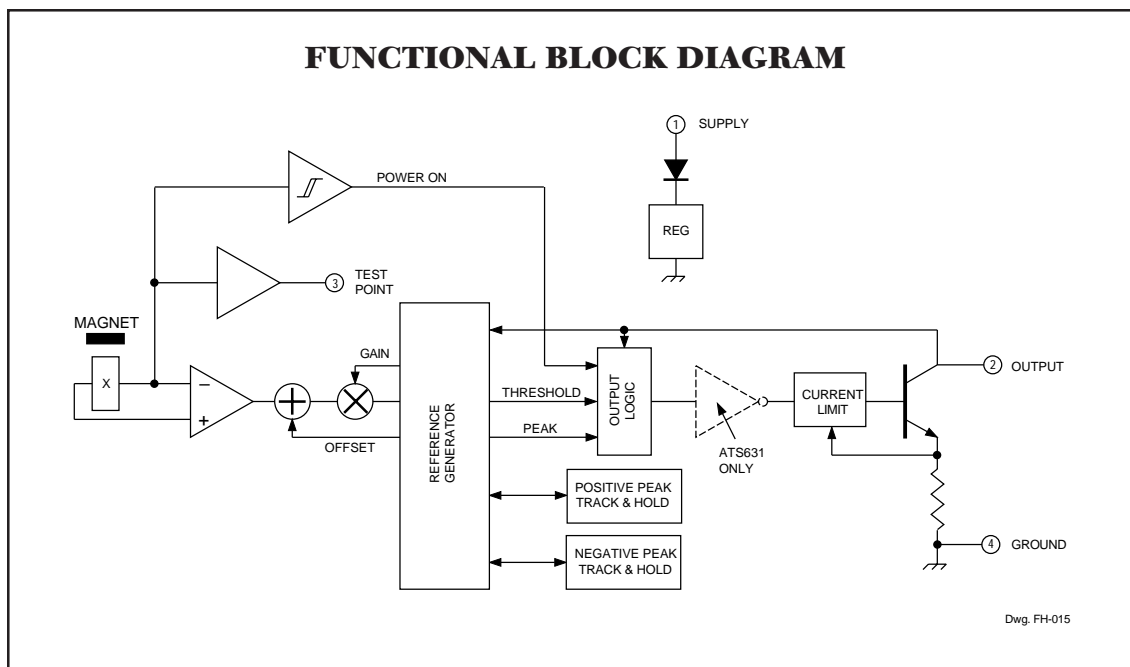 FUNCTIONAL BLOCK DIAGRAM
1 SUPPLY
POWER ON
REG
3 TEST
POINT
MAGNET
X
GAIN
THRESHOLD
PEAK
OFFSET
REFERENCE
GENERATOR
OUTPUT
LOGIC
ATS631
ONLY
CURRENT
LIMIT
2 OUTPUT
POSITIVE PEAK
TRACK & HOLD
NEGATIVE PEAK
TRACK & HOLD
4 GROUND
Dwg. FH-015